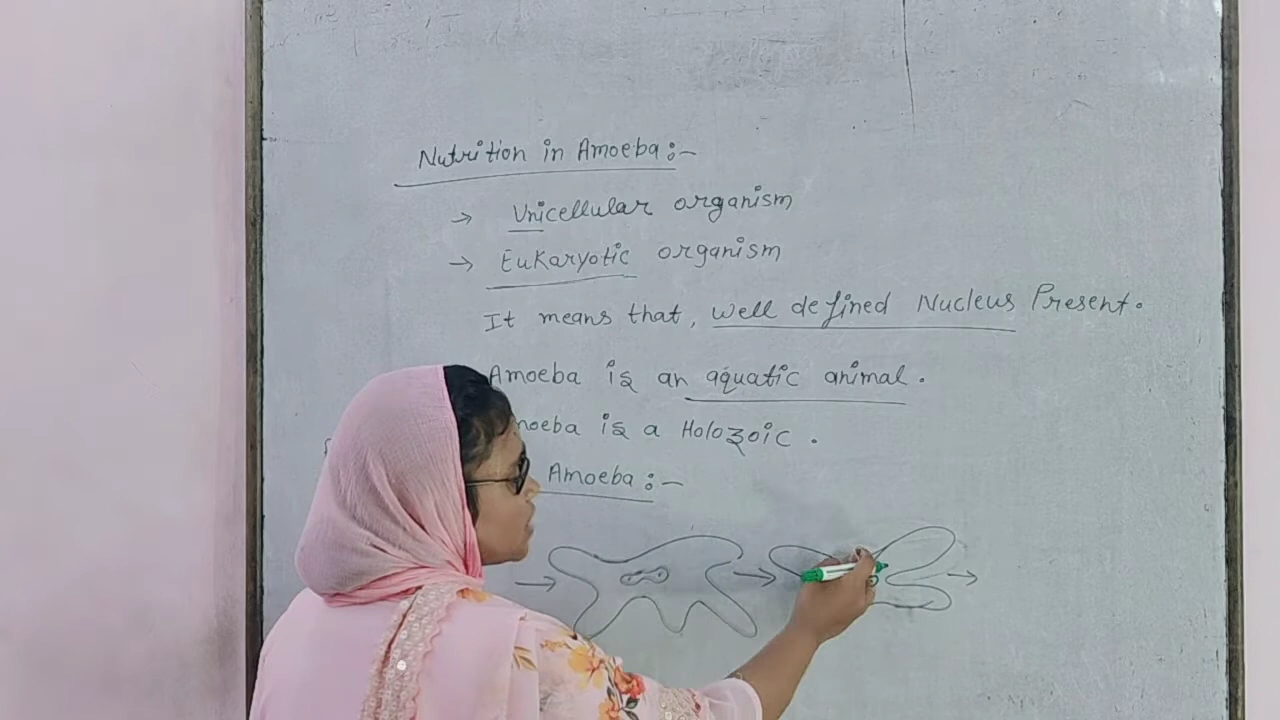 Nutrition in Amoeba :-
→ Unicellular organism
→ Eukaryotic organism
It means that, well defined Nucleus Present.
Amoeba is an aquatic animal.
is a Holozoic.
Amoeba :-